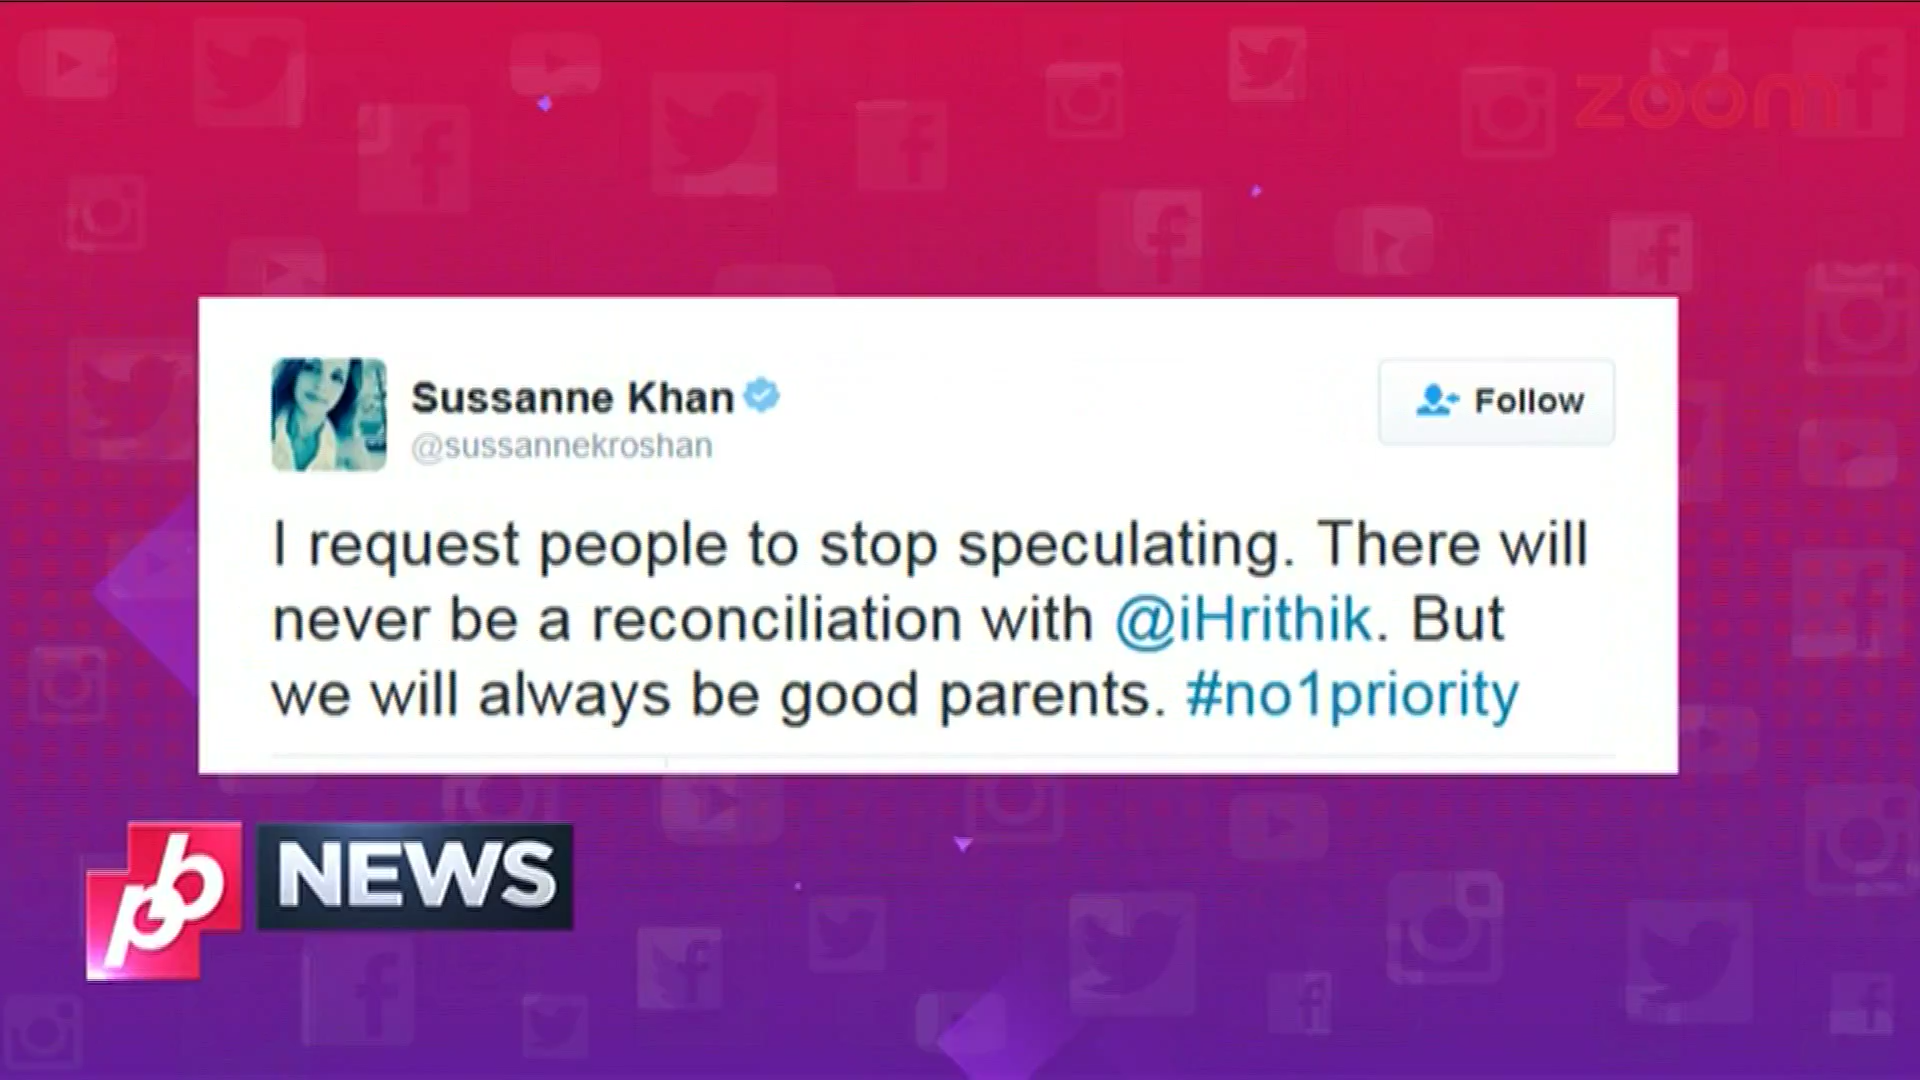 zoom
Sussanne Khan
@sussannekroshan
Follow
I request people to stop speculating. There will
never be a reconciliation with @iHrithik. But
we will always be good parents. #no1priority
pb NEWS